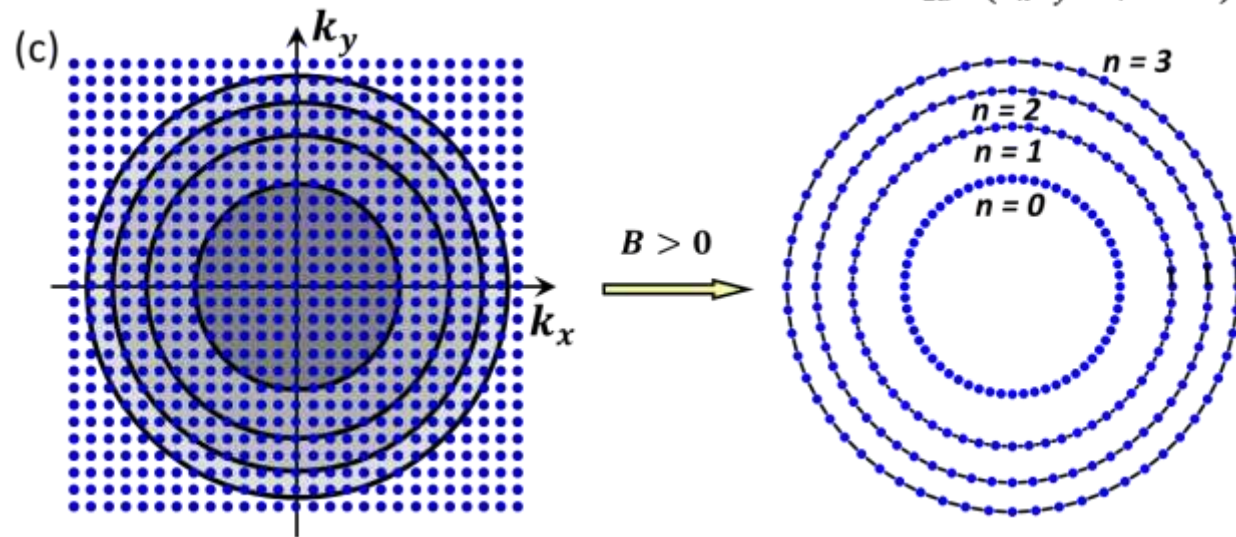 (c)
k_y
k_x
B > 0
n = 3
n = 2
n = 1
n = 0